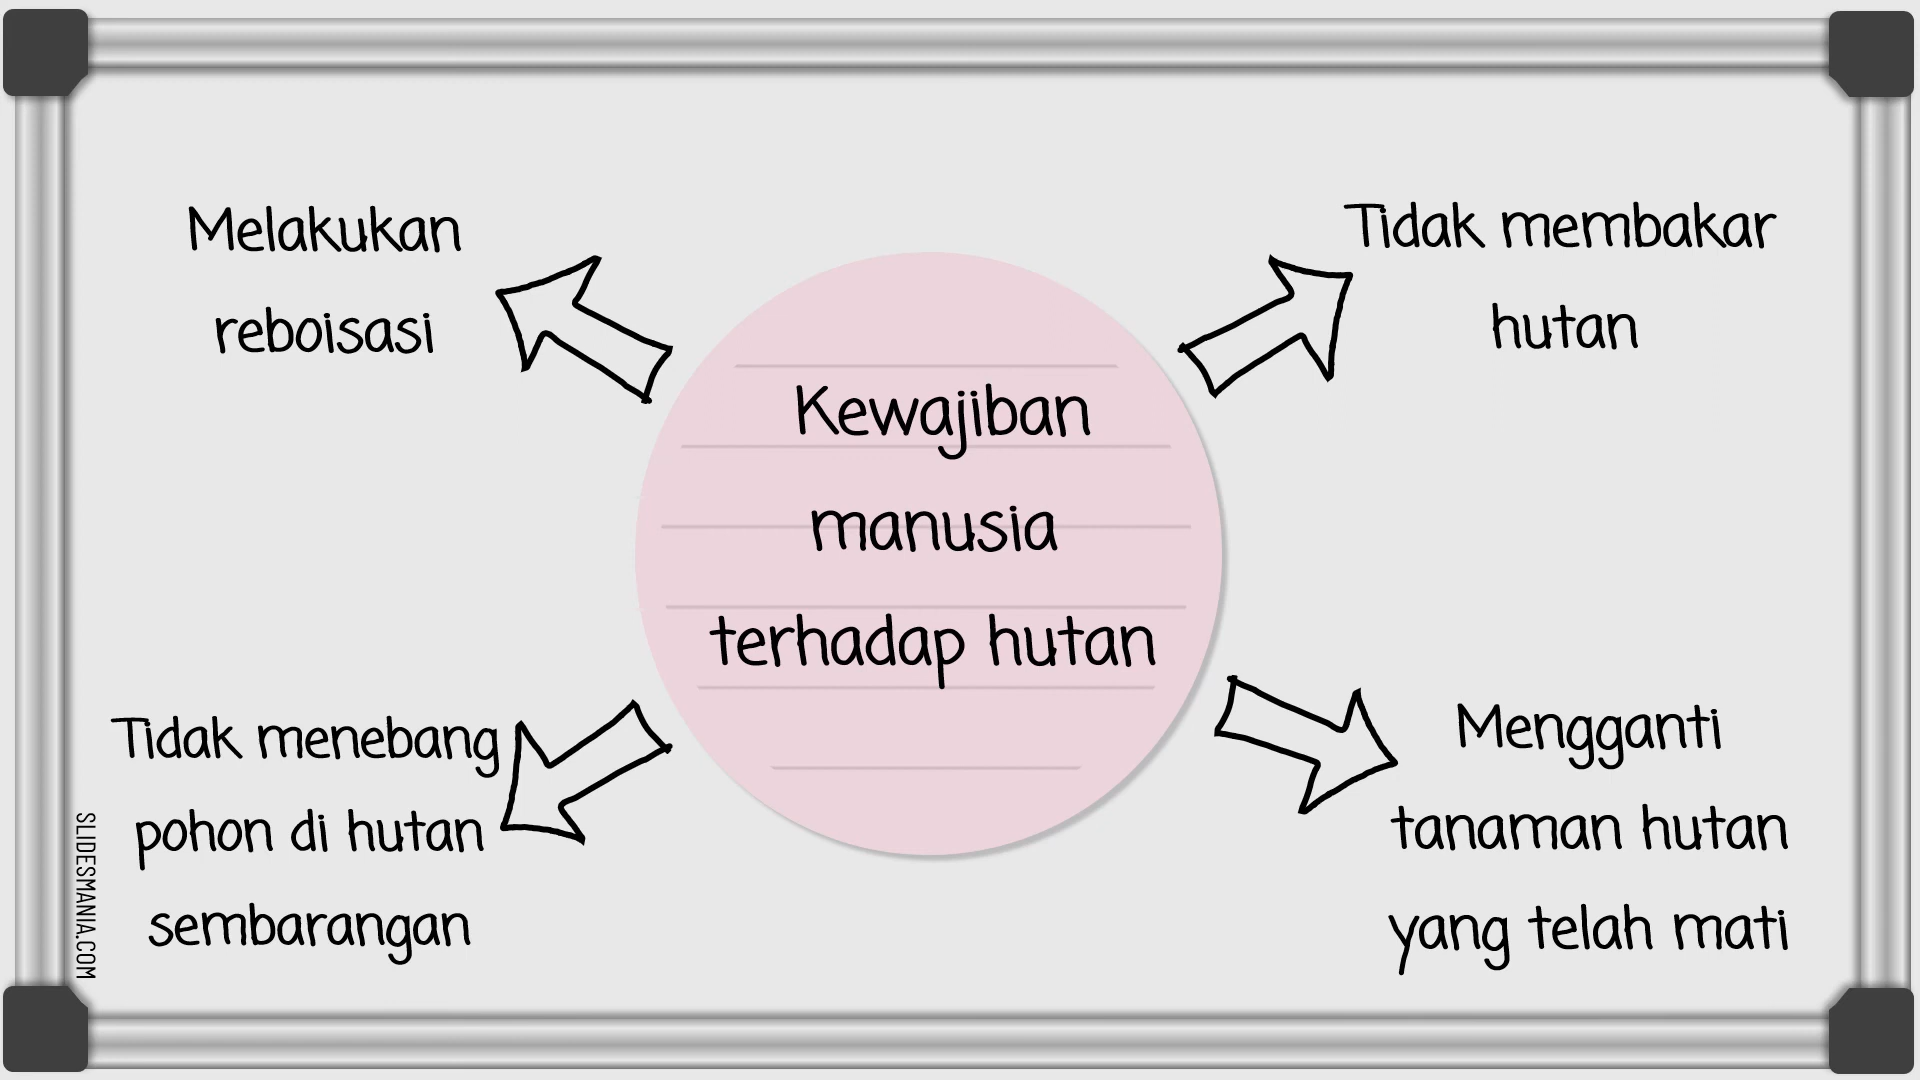 Melakukan
reboisasi
Tidak membakar
hutan
Kewajiban
manusia
terhadap hutan
Tidak menebang
pohon di hutan
sembarangan
Mengganti
tanaman hutan
yang telah mati
SLIDESMANIA.COM